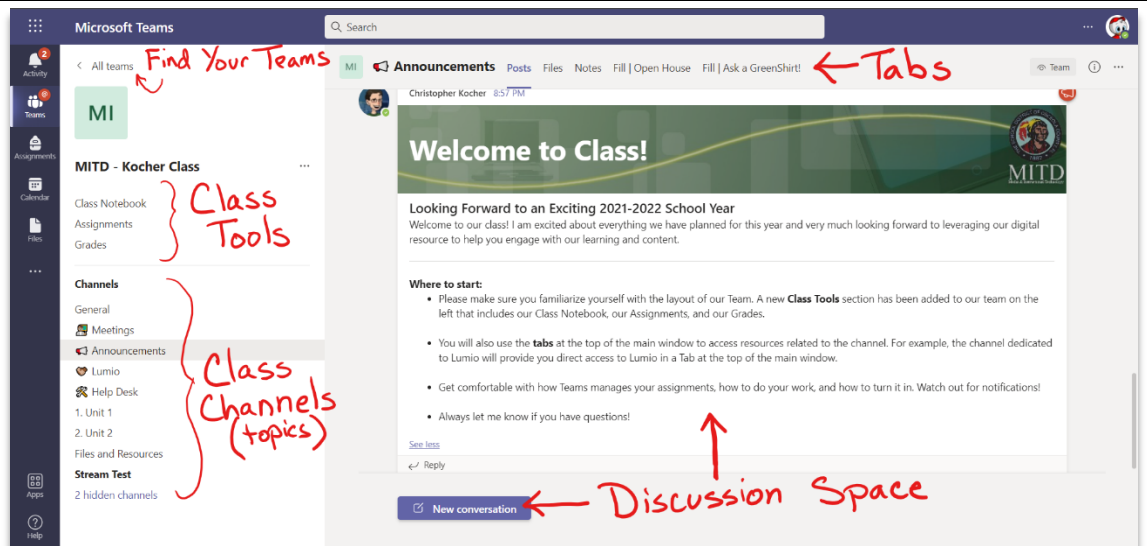 Microsoft Teams
Search
2
Activity
Teams
Assignments
Calendar
Files
Apps
Help
All teams
Find Your Teams
MI
MITD - Kocher Class
Class Notebook
Assignments
Grades
Class
Tools
Channels
General
Meetings
Announcements
Lumio
Help Desk
1. Unit 1
2. Unit 2
Files and Resources
Stream Test
2 hidden channels
Class
Channels
(topics)
MI Announcements Posts Files Notes Fill | Open House Fill | Ask a GreenShirt!
Tabs
Team
Christopher Kocher 8:57 PM
Welcome to Class!
MITD
Looking Forward to an Exciting 2021-2022 School Year
Welcome to our class! I am excited about everything we have planned for this year and very much looking forward to leveraging our digital
resource to help you engage with our learning and content.
Where to start:
• Please make sure you familiarize yourself with the layout of our Team. A new Class Tools section has been added to our team on the
left that includes our Class Notebook, our Assignments, and our Grades.
• You will also use the tabs at the top of the main window to access resources related to the channel. For example, the channel dedicated
to Lumio will provide you direct access to Lumio in a Tab at the top of the main window.
• Get comfortable with how Teams manages your assignments, how to do your work, and how to turn it in. Watch out for notifications!
• Always let me know if you have questions!
See less
Reply
New conversation
Discussion Space